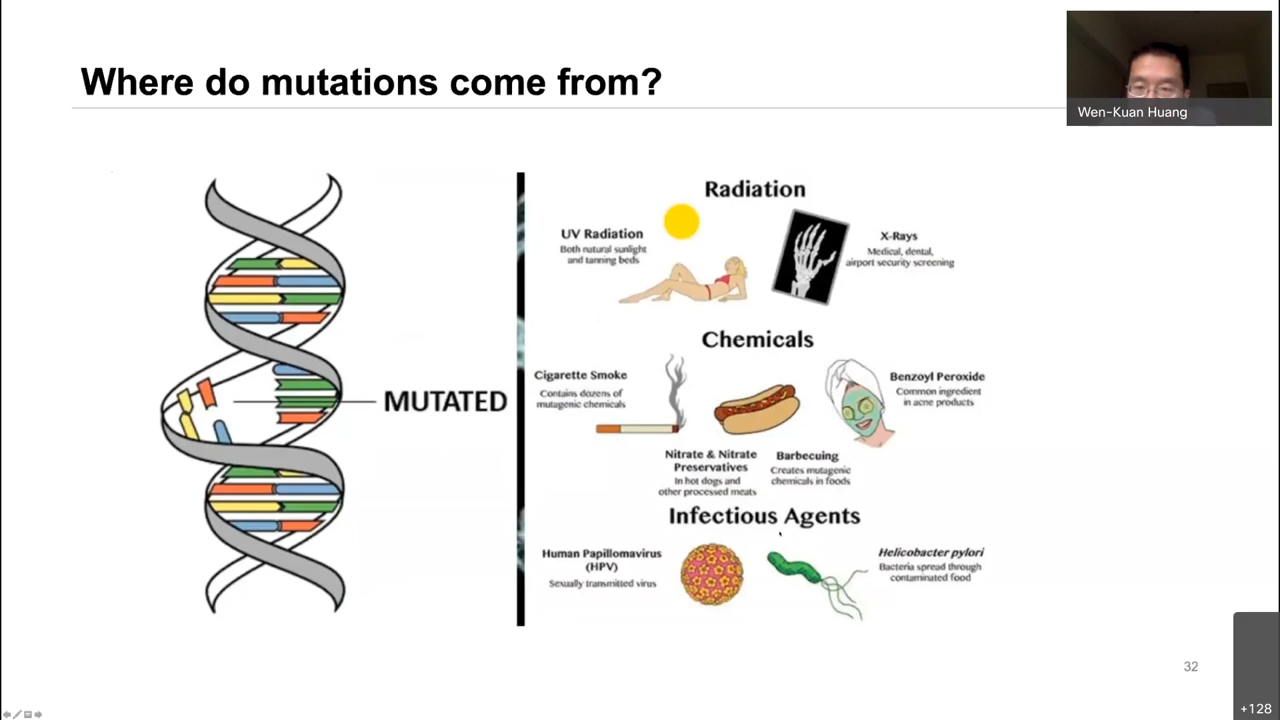 Where do mutations come from?
Wen-Kuan Huang
MUTATED
Radiation
UV Radiation
Both natural sunlight
and tanning beds
X-Rays
Medical, dental,
airport security screening
Chemicals
Cigarette Smoke
Contains dozens of
mutagenic chemicals
Benzoyl Peroxide
Common ingredient
in acne products
Nitrate & Nitrate
Preservatives
In hot dogs and
other processed meats
Barbecuing
Creates mutagenic
chemicals in foods
Infectious Agents
Human Papillomavirus
(HPV)
Sexually transmitted virus
Helicobacter pylori
Bacteria spread through
contaminated food
32
+128